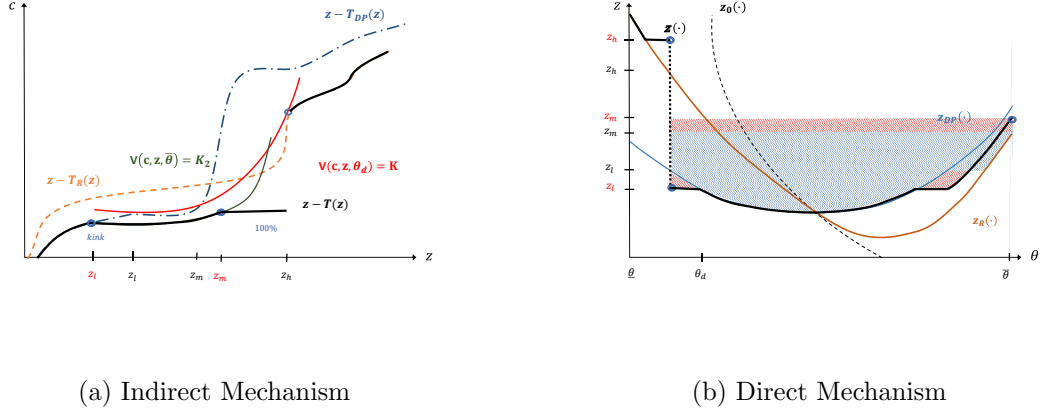 c
z − T_DP(z)
V(c, z, θ̅) = K₂
z − T_R(z)
V(c, z, θ_d) = K
z − T(z)
kink
100%
z_l
z_l
z_m
z_m
z_h
Z
(a) Indirect Mechanism
z
z₀(·)
z(·)
z_h
z_h
z_m
z_m
z_DP(·)
z_l
z_l
z_R(·)
θ
θ̲
θ_d
θ̅
(b) Direct Mechanism